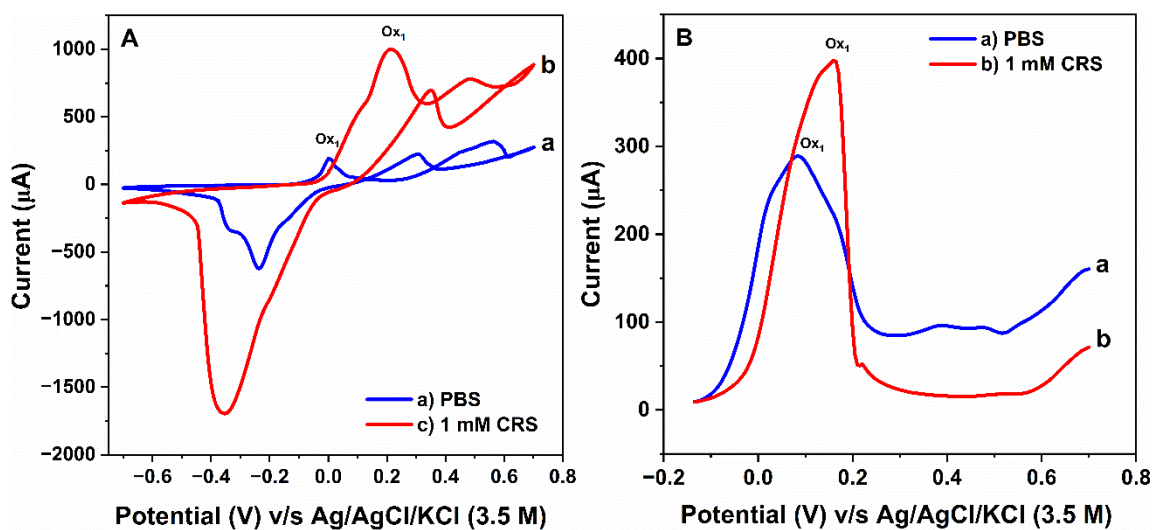 A
Ox₁
Ox₁
b
a
1000
500
0
−500
−1000
−1500
−2000
Current (µA)
a) PBS
c) 1 mM CRS
−0.6 −0.4 −0.2 0.0 0.2 0.4 0.6 0.8
Potential (V) v/s Ag/AgCl/KCl (3.5 M)
B
Ox₁
Ox₁
a) PBS
b) 1 mM CRS
a
b
400
300
200
100
0
Current (µA)
−0.2 0.0 0.2 0.4 0.6 0.8
Potential (V) v/s Ag/AgCl/KCl (3.5 M)